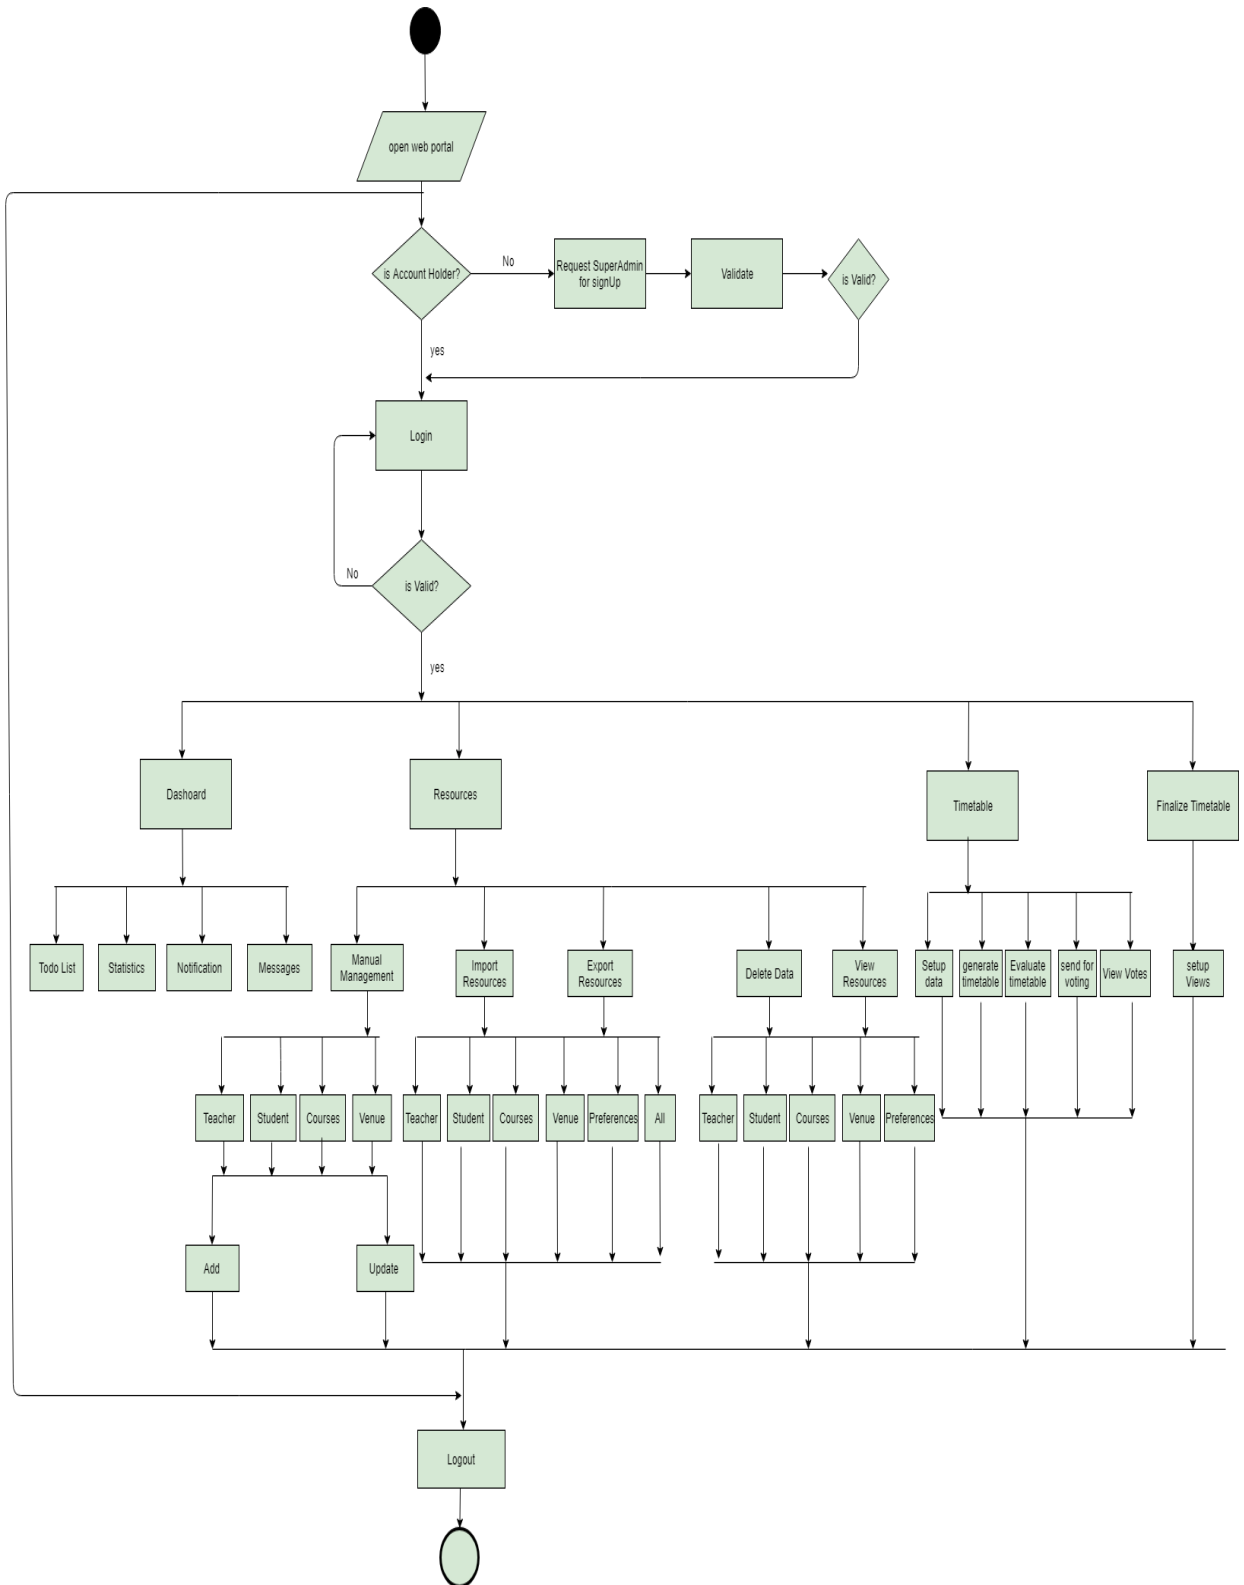 open web portal
is Account Holder?
No
Request SuperAdmin
for signUp
Validate
is Valid?
yes
Login
No
is Valid?
yes
Dashoard
Resources
Timetable
Finalize Timetable
Todo List
Statistics
Notification
Messages
Manual
Management
Import
Resources
Export
Resources
Delete Data
View
Resources
Setup
data
generate
timetable
Evaluate
timetable
send for
voting
View Votes
setup
Views
Teacher
Student
Courses
Venue
Teacher
Student
Courses
Venue
Preferences
All
Teacher
Student
Courses
Venue
Preferences
Add
Update
Logout